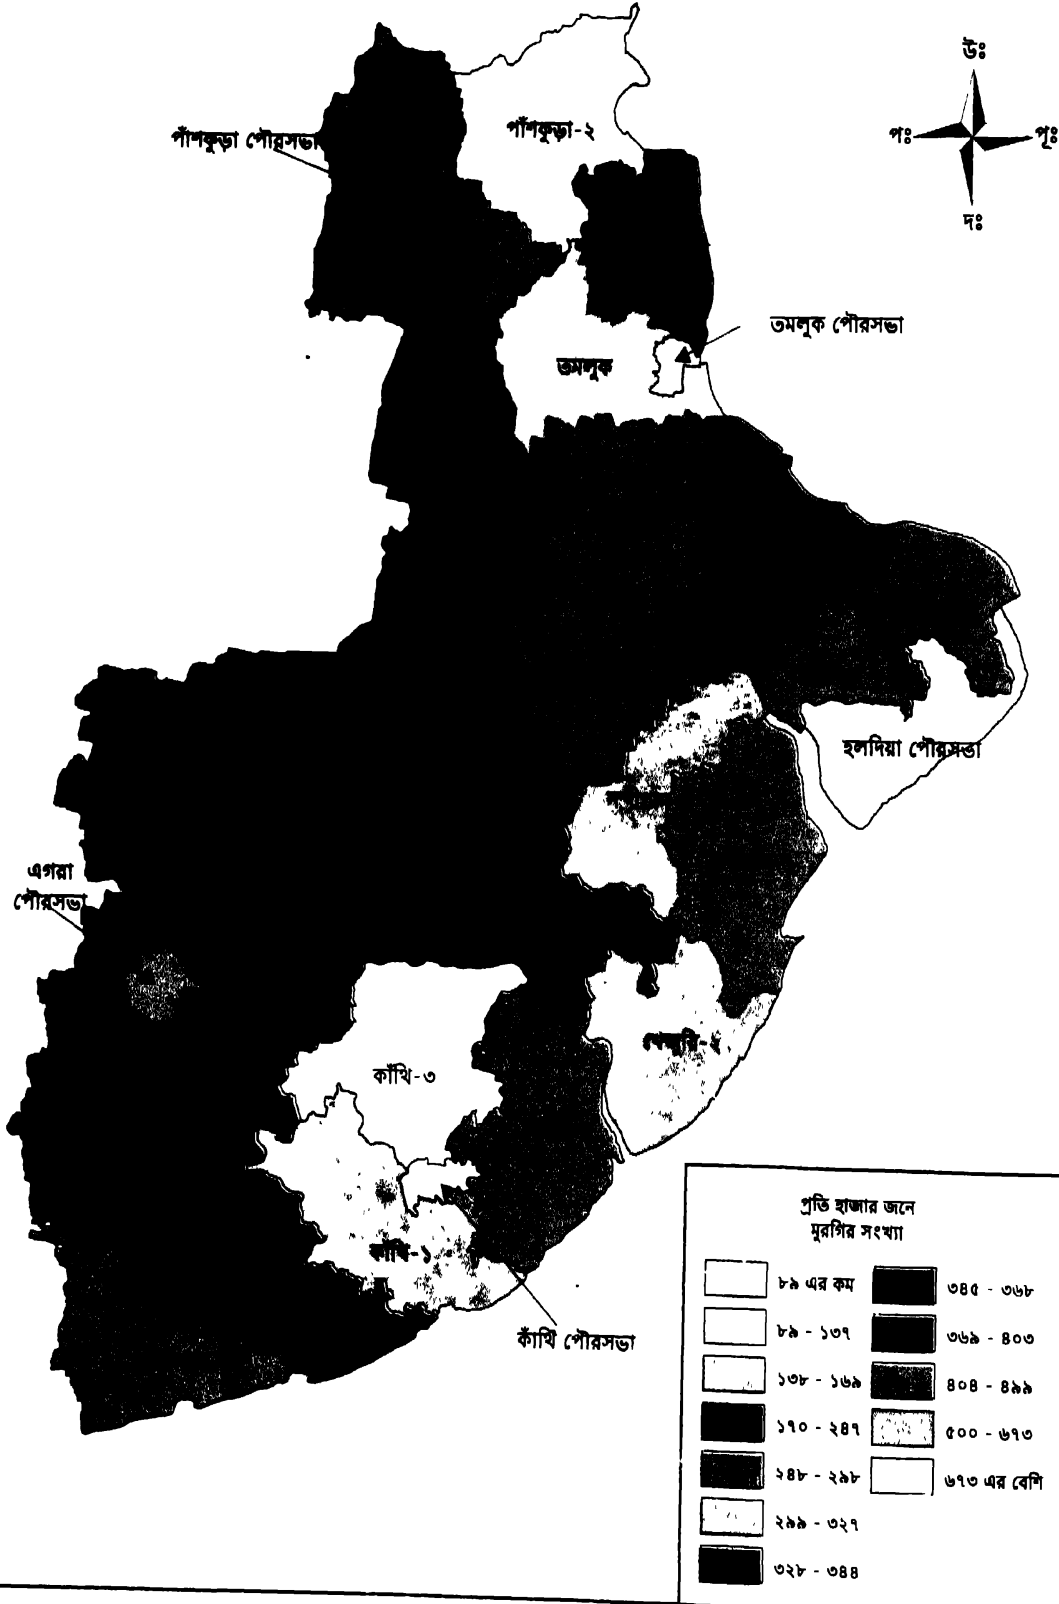 উঃ
পঃ
পূঃ
দঃ
পাঁশকুড়া-২
পাঁশকুড়া পৌরসভা
তমলুক পৌরসভা
তমলুক
হলদিয়া পৌরসভা
এগরা
পৌরসভা
খেজুরি-২
কাঁথি-৩
কাঁথি-১
কাঁথি পৌরসভা
প্রতি হাজার জনে
মুরগির সংখ্যা
৮৯ এর কম
৮৯ - ১৩৭
১৩৮ - ১৬৯
১৭০ - ২৪৭
২৪৮ - ২৯৮
২৯৯ - ৩২৭
৩২৮ - ৩৪৪
৩৪৫ - ৩৬৮
৩৬৯ - ৪০৩
৪০৪ - ৪৯৯
৫০০ - ৬৭৩
৬৭৩ এর বেশি